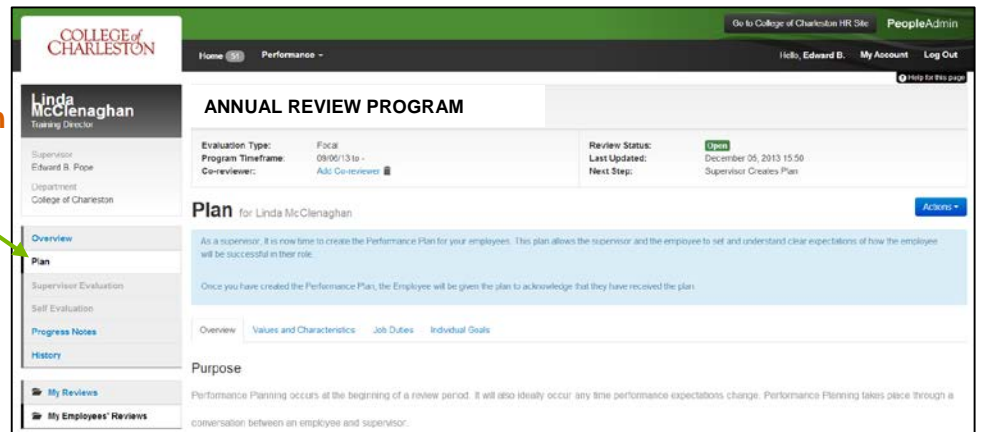 COLLEGE of
CHARLESTON
Go to College of Charleston HR Site PeopleAdmin
Home 51 Performance
Hello, Edward B. My Account Log Out
Help for this page
Linda
McClenaghan
Training Director
Supervisor
Edward B. Pope
Department
College of Charleston
Overview
Plan
Supervisor Evaluation
Self Evaluation
Progress Notes
History
My Reviews
My Employees' Reviews
ANNUAL REVIEW PROGRAM
Evaluation Type: Focal
Program Timeframe: 09/06/13 to -
Co-reviewer: Add Co-reviewer
Review Status: Open
Last Updated: December 05, 2013 15:50
Next Step: Supervisor Creates Plan
Plan for Linda McClenaghan
Actions
As a supervisor, it is now time to create the Performance Plan for your employees. This plan allows the supervisor and the employee to set and understand clear expectations of how the employee
will be successful in their role.
Once you have created the Performance Plan, the Employee will be given the plan to acknowledge that they have received the plan.
Overview Values and Characteristics Job Duties Individual Goals
Purpose
Performance Planning occurs at the beginning of a review period. It will also ideally occur any time performance expectations change. Performance Planning takes place through a
conversation between an employee and supervisor.